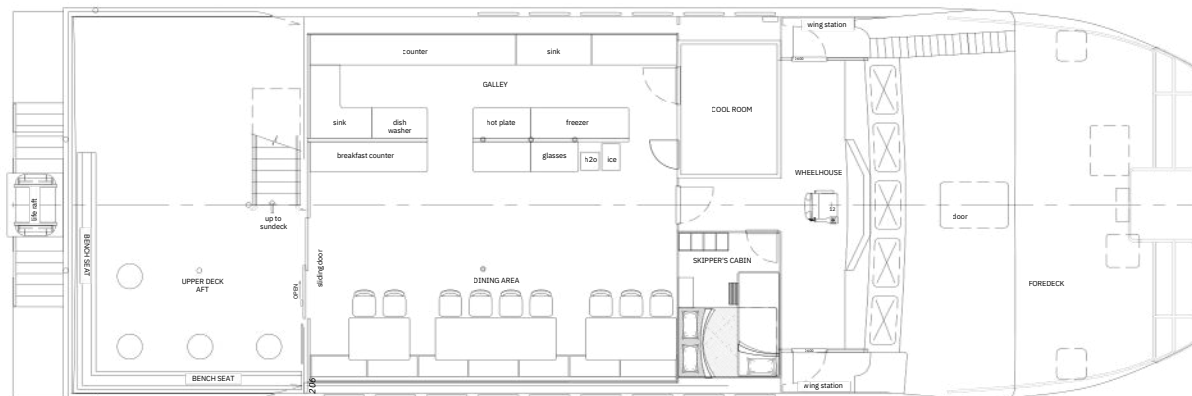 wing station
counter
sink
GALLEY
COOL ROOM
sink
dish
washer
hot plate
freezer
breakfast counter
glasses
h2o
ice
WHEELHOUSE
life raft
up to
sundeck
door
BENCH SEAT
sliding door
SKIPPER'S CABIN
UPPER DECK
AFT
OPEN
DINING AREA
FOREDECK
BENCH SEAT
206
wing station